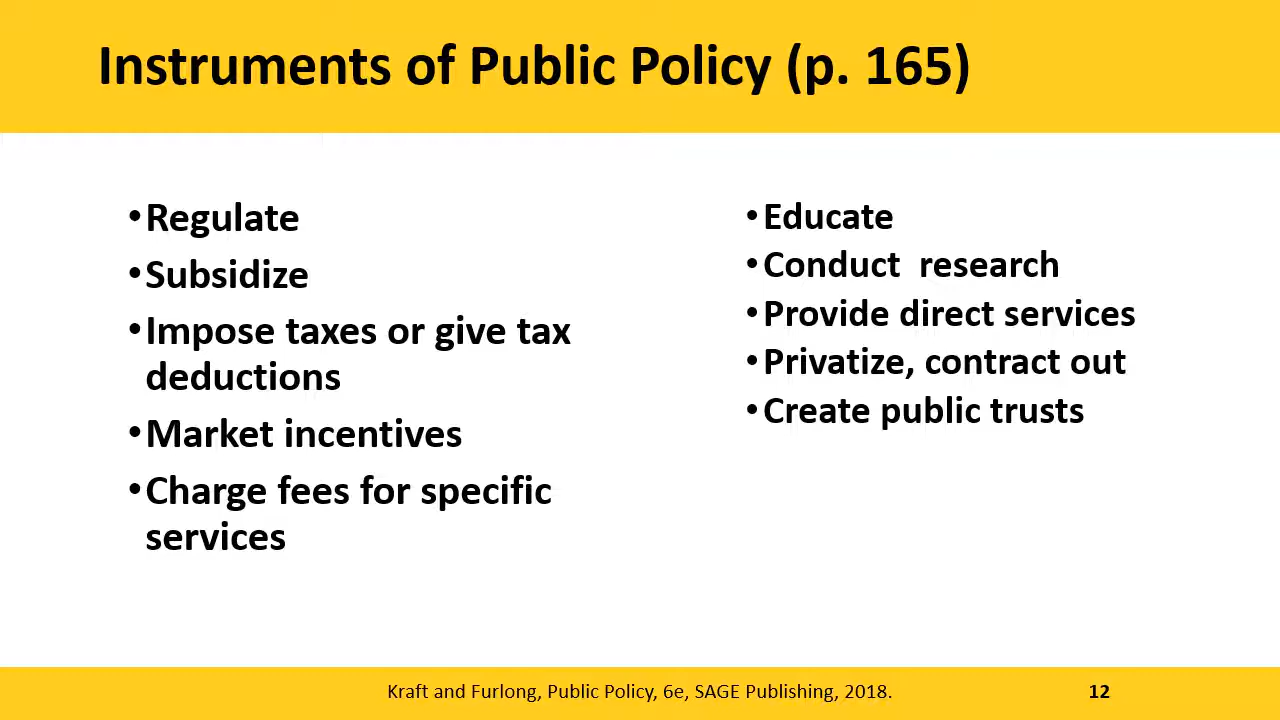 Instruments of Public Policy (p. 165)
•Regulate
•Subsidize
•Impose taxes or give tax
deductions
•Market incentives
•Charge fees for specific
services
•Educate
•Conduct  research
•Provide direct services
•Privatize, contract out
•Create public trusts
Kraft and Furlong, Public Policy, 6e, SAGE Publishing, 2018.
12